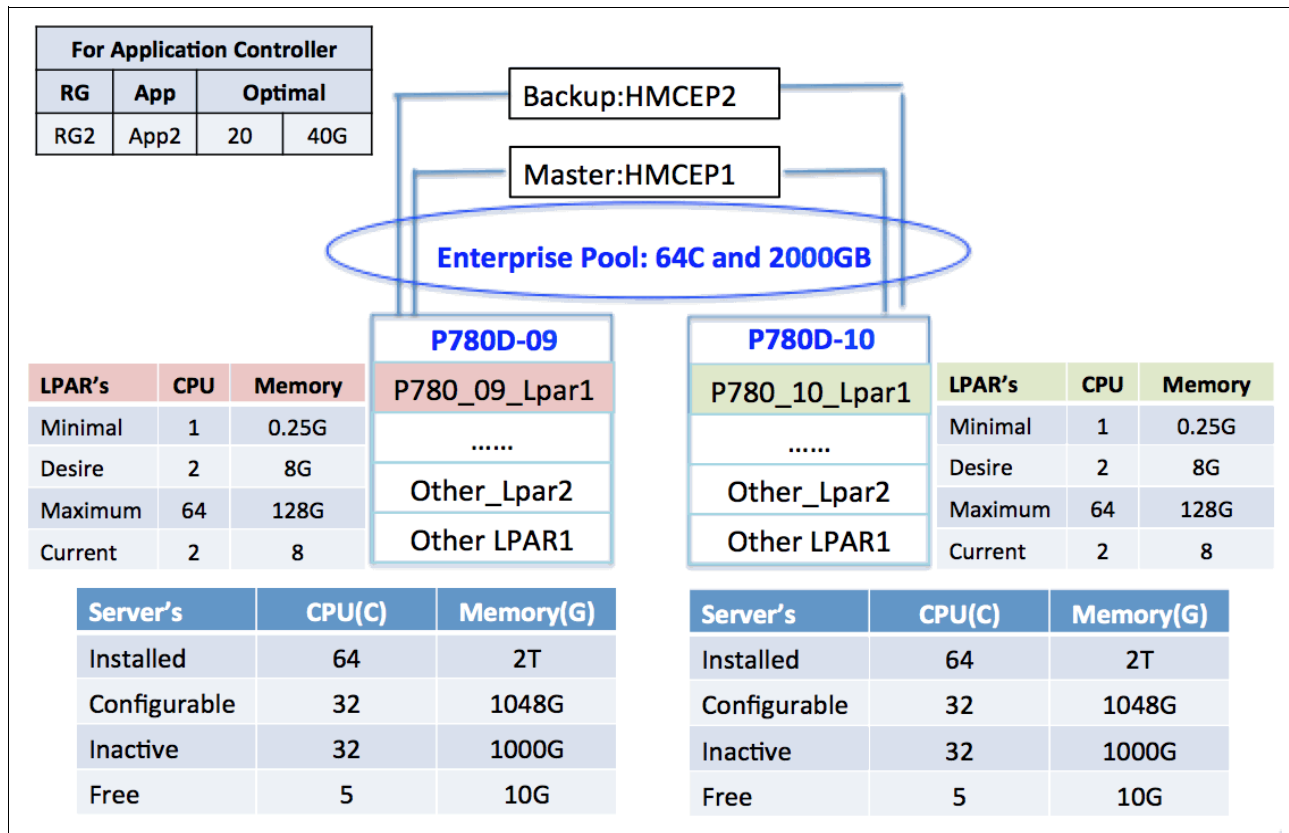 For Application Controller
RG App Optimal
RG2 App2 20 40G
Backup:HMCEP2
Master:HMCEP1
Enterprise Pool: 64C and 2000GB
P780D-09
P780_09_Lpar1
......
Other_Lpar2
Other LPAR1
P780D-10
P780_10_Lpar1
......
Other_Lpar2
Other LPAR1
LPAR's CPU Memory
Minimal 1 0.25G
Desire 2 8G
Maximum 64 128G
Current 2 8
LPAR's CPU Memory
Minimal 1 0.25G
Desire 2 8G
Maximum 64 128G
Current 2 8
Server's CPU(C) Memory(G)
Installed 64 2T
Configurable 32 1048G
Inactive 32 1000G
Free 5 10G
Server's CPU(C) Memory(G)
Installed 64 2T
Configurable 32 1048G
Inactive 32 1000G
Free 5 10G